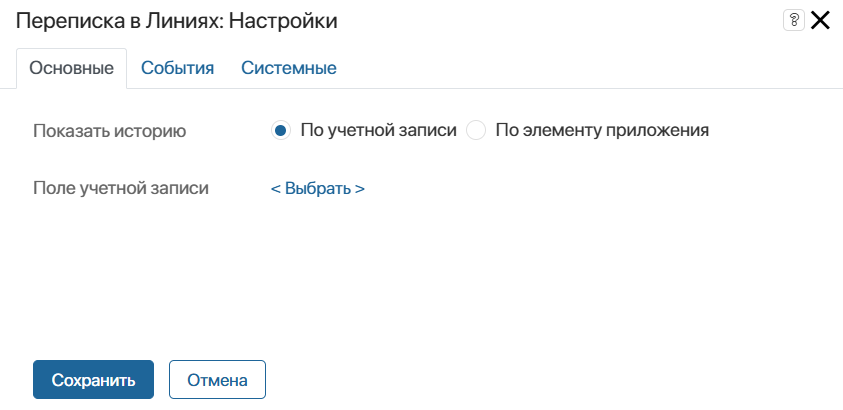 Переписка в Линиях: Настройки ?
Основные События Системные
Показать историю По учетной записи По элементу приложения
Поле учетной записи < Выбрать >
Сохранить Отмена